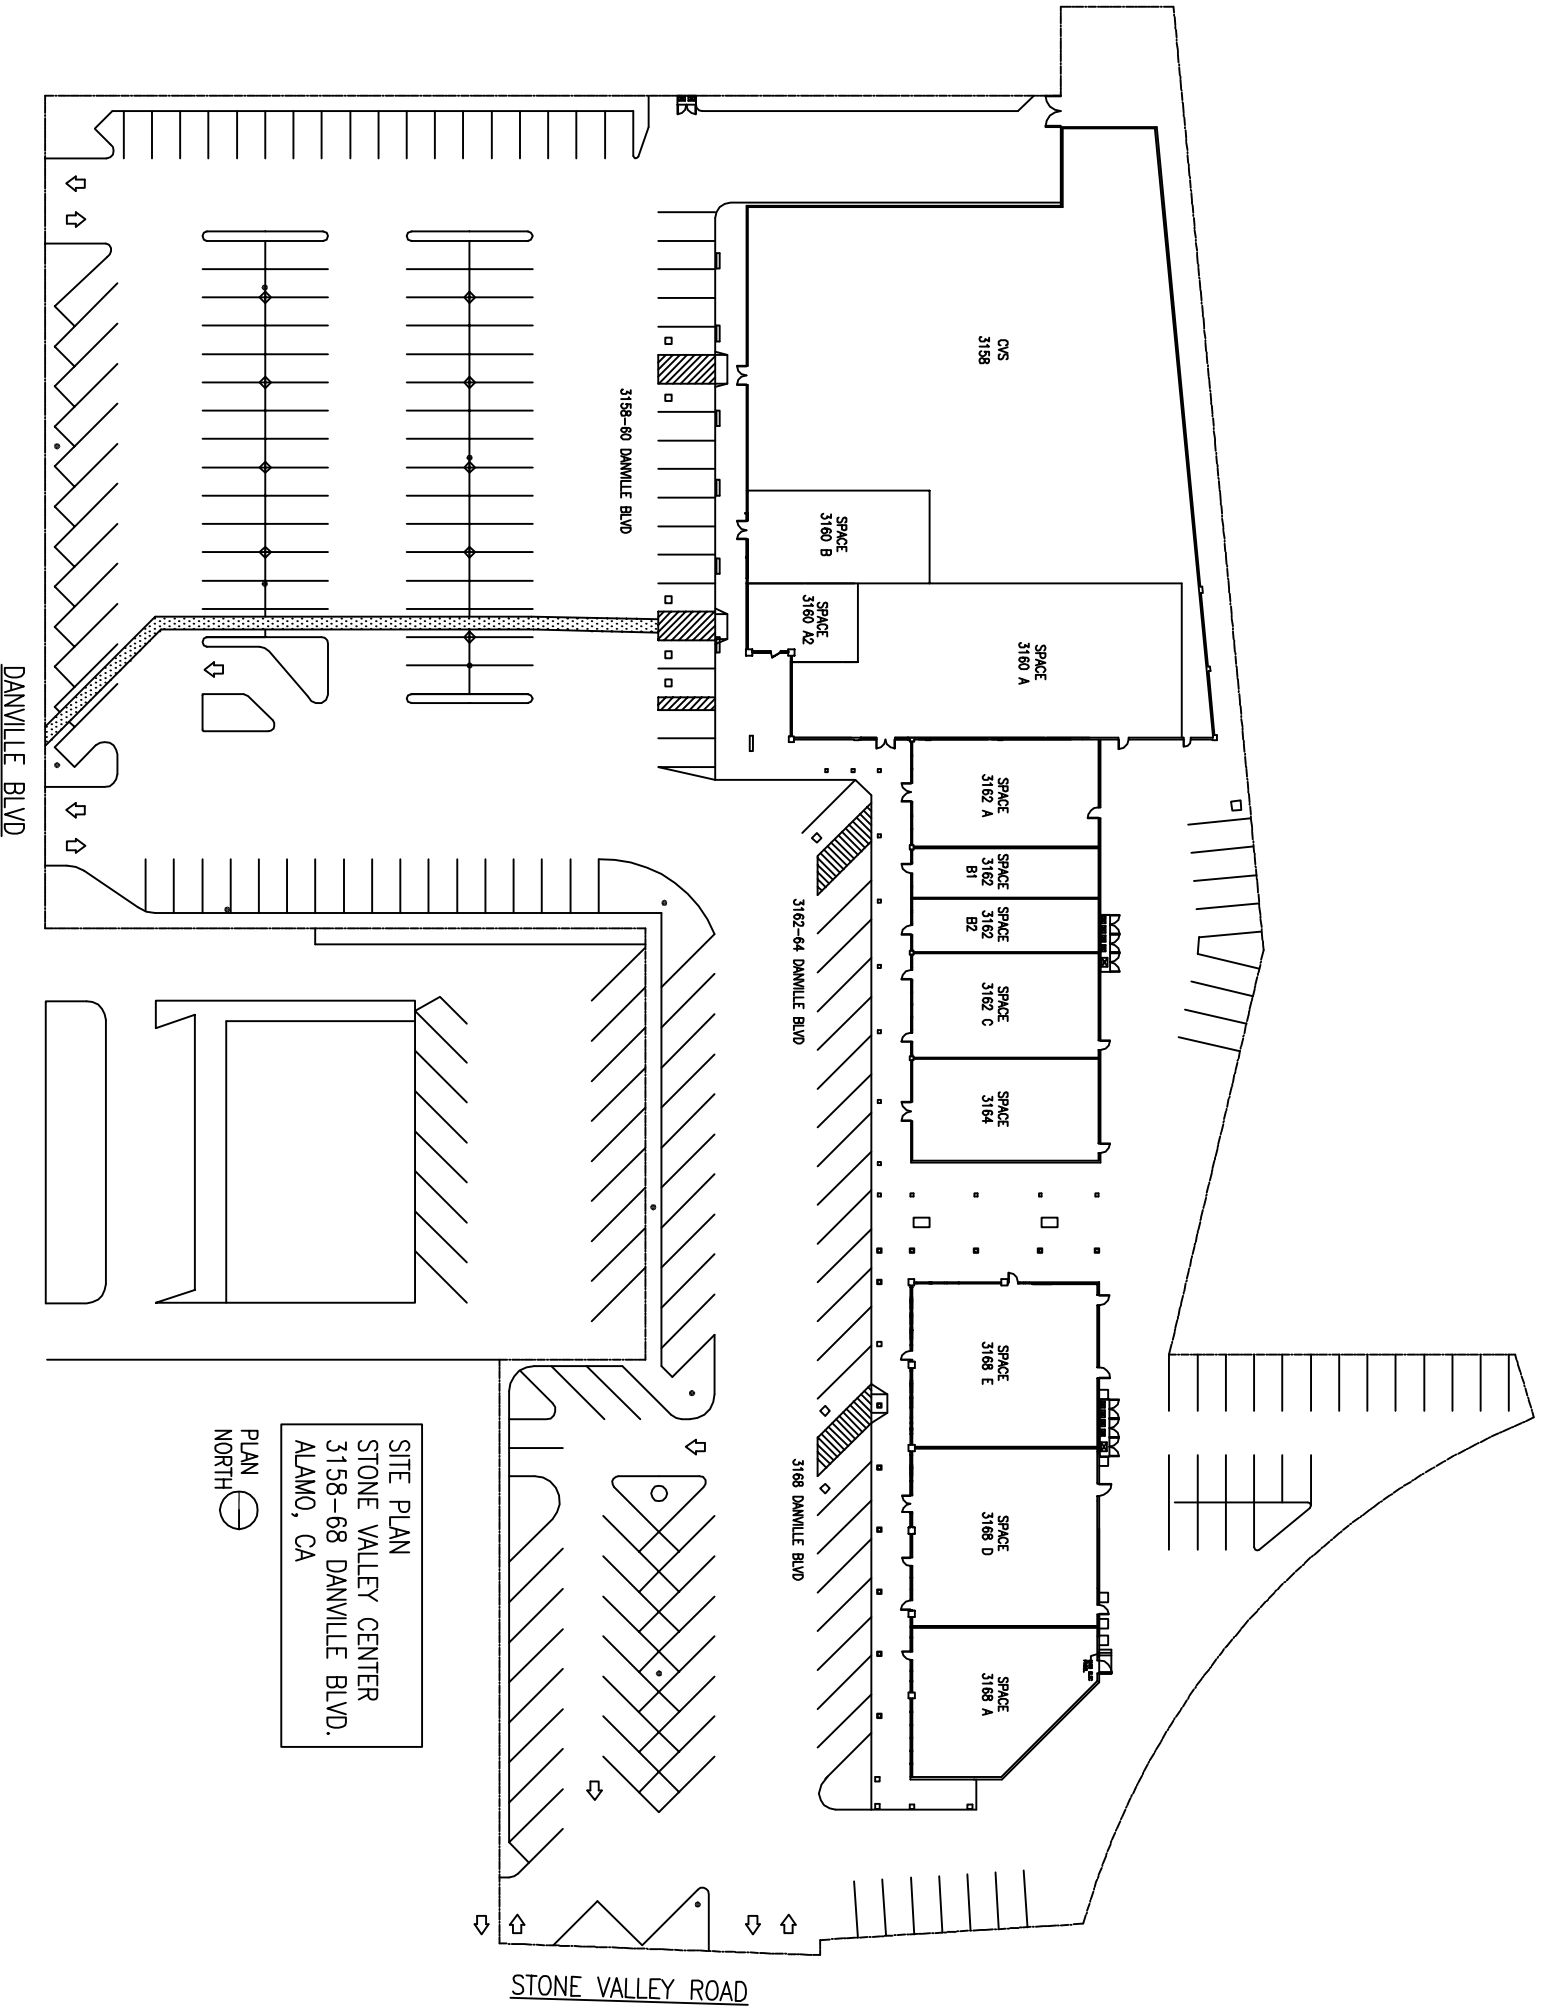 CVS
3158
SPACE
3160 B
SPACE
3160 A2
SPACE
3160 A
3158-60 DANVILLE BLVD
SPACE
3162 A
SPACE
3162
B1
SPACE
3162
B2
SPACE
3162 C
SPACE
3164
3162-64 DANVILLE BLVD
SPACE
3168 E
SPACE
3168 D
SPACE
3168 A
3168 DANVILLE BLVD
DANVILLE BLVD
PLAN
NORTH
SITE PLAN
STONE VALLEY CENTER
3158-68 DANVILLE BLVD.
ALAMO, CA
STONE VALLEY ROAD